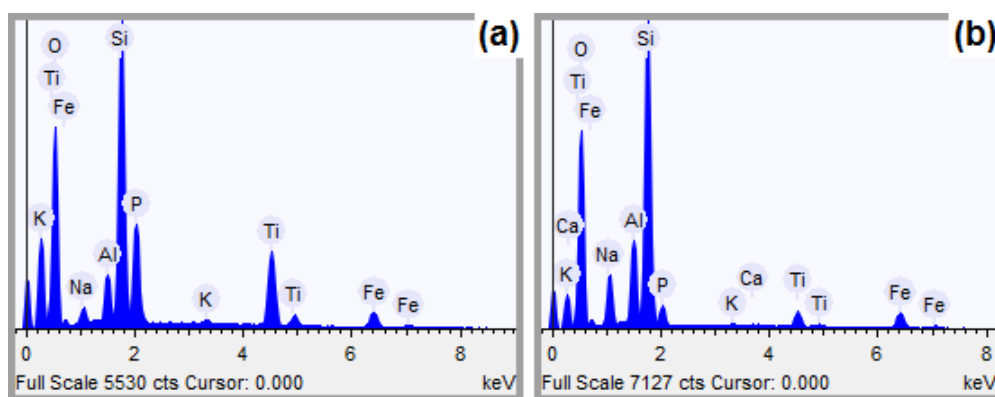 (a)
O
Si
Ti
Fe
K
P
Al
Ti
Na
K
Ti
Fe
Fe
0 2 4 6 8
Full Scale 5530 cts Cursor: 0.000 keV
(b)
O
Si
Ti
Fe
Ca
Al
Na
K
P
Ca
Ti
K
Ti
Fe
Fe
0 2 4 6 8
Full Scale 7127 cts Cursor: 0.000 keV